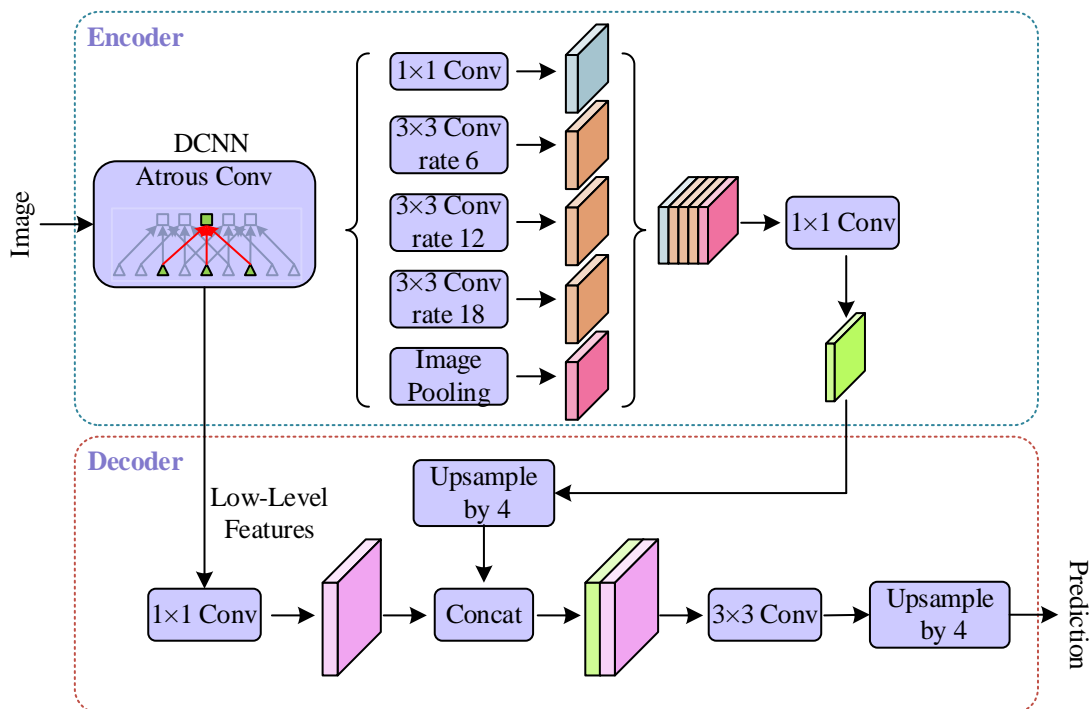 Encoder
DCNN
Atrous Conv
Image
1×1 Conv
3×3 Conv
rate 6
3×3 Conv
rate 12
3×3 Conv
rate 18
Image
Pooling
1×1 Conv
Decoder
Low-Level
Features
Upsample
by 4
1×1 Conv
Concat
3×3 Conv
Upsample
by 4
Prediction